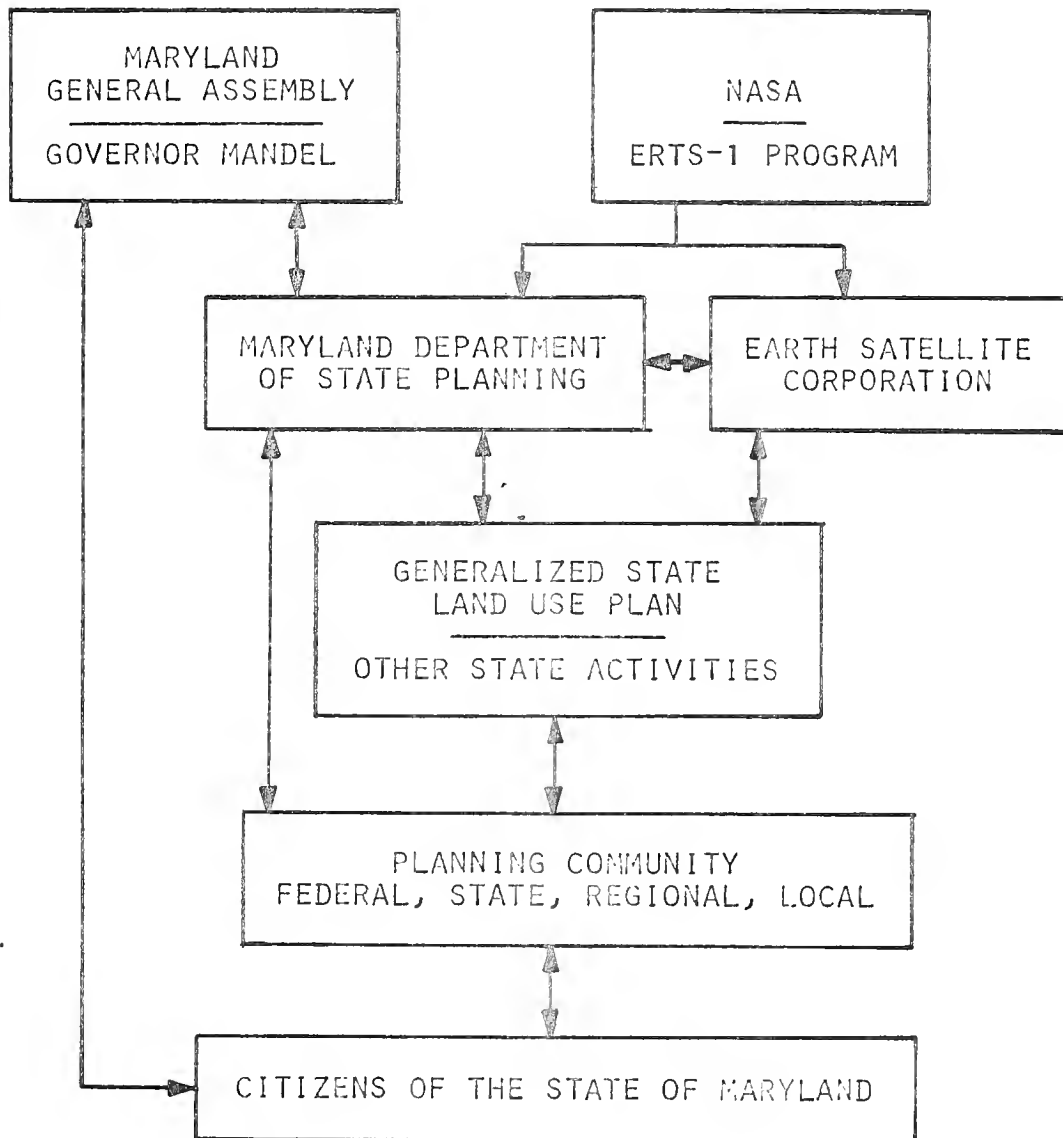 MARYLAND
GENERAL ASSEMBLY
GOVERNOR MANDEL
NASA
ERTS-1 PROGRAM
MARYLAND DEPARTMENT
OF STATE PLANNING
EARTH SATELLITE
CORPORATION
GENERALIZED STATE
LAND USE PLAN
OTHER STATE ACTIVITIES
PLANNING COMMUNITY
FEDERAL, STATE, REGIONAL, LOCAL
CITIZENS OF THE STATE OF MARYLAND